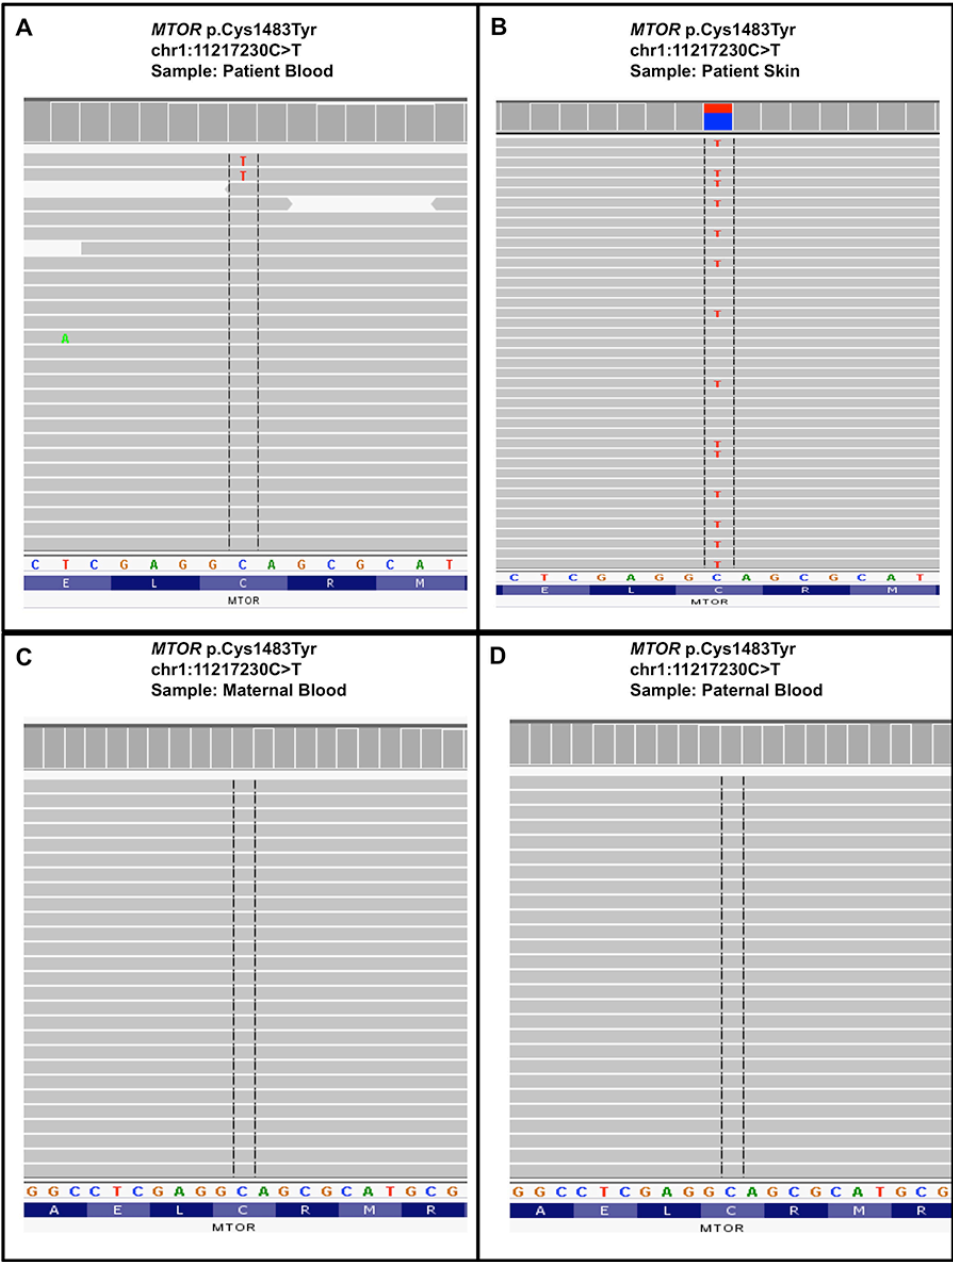 A
MTOR p.Cys1483Tyr
chr1:11217230C>T
Sample: Patient Blood
T
T
A
C T C G A G G C A G C G C A T
E L C R M
MTOR
B
MTOR p.Cys1483Tyr
chr1:11217230C>T
Sample: Patient Skin
T
T
T
T
T
T
T
T
T
T
T
T
T
T
C T C G A G G C A G C G C A T
E L C R M
MTOR
C
MTOR p.Cys1483Tyr
chr1:11217230C>T
Sample: Maternal Blood
G G C C T C G A G G C A G C G C A T G C G
A E L C R M R
MTOR
D
MTOR p.Cys1483Tyr
chr1:11217230C>T
Sample: Paternal Blood
G G C C T C G A G G C A G C G C A T G C G
A E L C R M R
MTOR